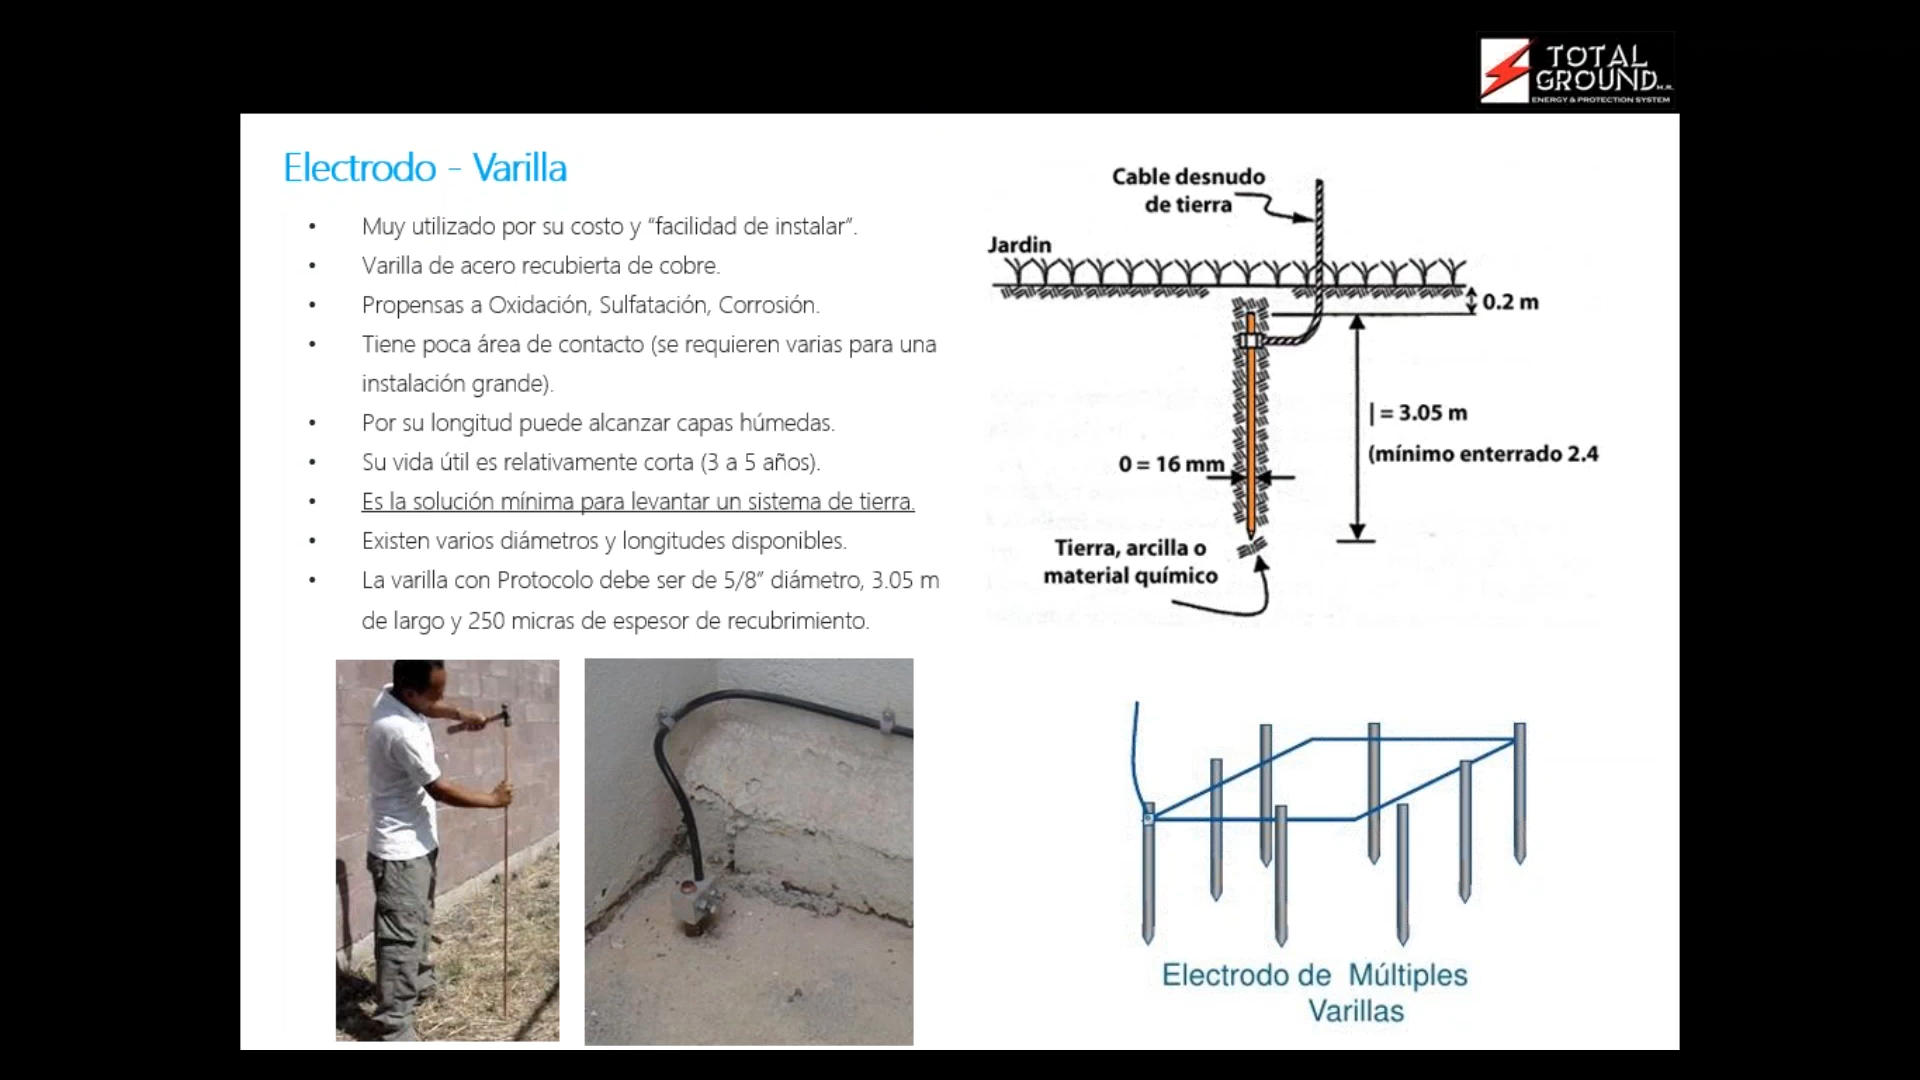 TOTAL
GROUND M.R.
ENERGY & PROTECTION SYSTEM
Electrodo - Varilla
• Muy utilizado por su costo y “facilidad de instalar”.
• Varilla de acero recubierta de cobre.
• Propensas a Oxidación, Sulfatación, Corrosión.
• Tiene poca área de contacto (se requieren varias para una
instalación grande).
• Por su longitud puede alcanzar capas húmedas.
• Su vida útil es relativamente corta (3 a 5 años).
• Es la solución mínima para levantar un sistema de tierra.
• Existen varios diámetros y longitudes disponibles.
• La varilla con Protocolo debe ser de 5/8” diámetro, 3.05 m
de largo y 250 micras de espesor de recubrimiento.
Cable desnudo
de tierra
Jardin
0.2 m
| = 3.05 m
(mínimo enterrado 2.4
0 = 16 mm
Tierra, arcilla o
material químico
Electrodo de Múltiples
Varillas